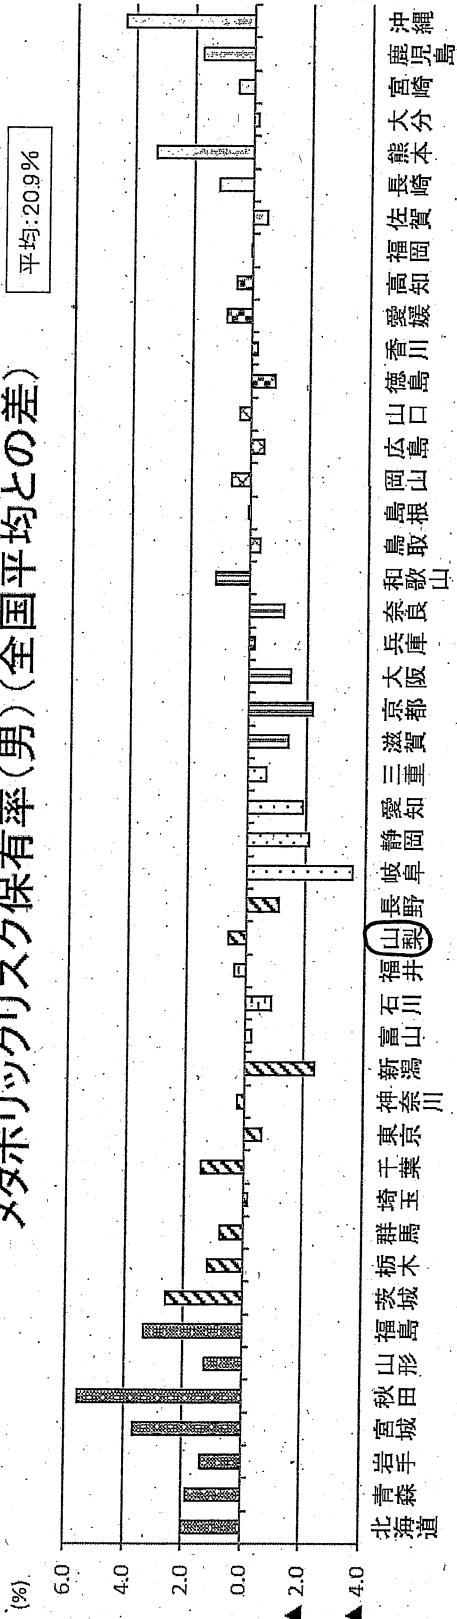 メタボリックリスク保有率(男)(全国平均との差)
平均:20.9%
(%)
6.0
4.0
2.0
0.0
▲ 2.0
▲ 4.0
北海道
青森
岩手
宮城
秋田
山形
福島
茨城
栃木
群馬
埼玉
千葉
東京
神奈川
新潟
富山
石川
福井
山梨
長野
岐阜
静岡
愛知
三重
滋賀
京都
大阪
兵庫
奈良
和歌山
鳥取
島根
岡山
広島
山口
徳島
香川
愛媛
高知
福岡
佐賀
長崎
熊本
大分
宮崎
鹿児島
沖縄